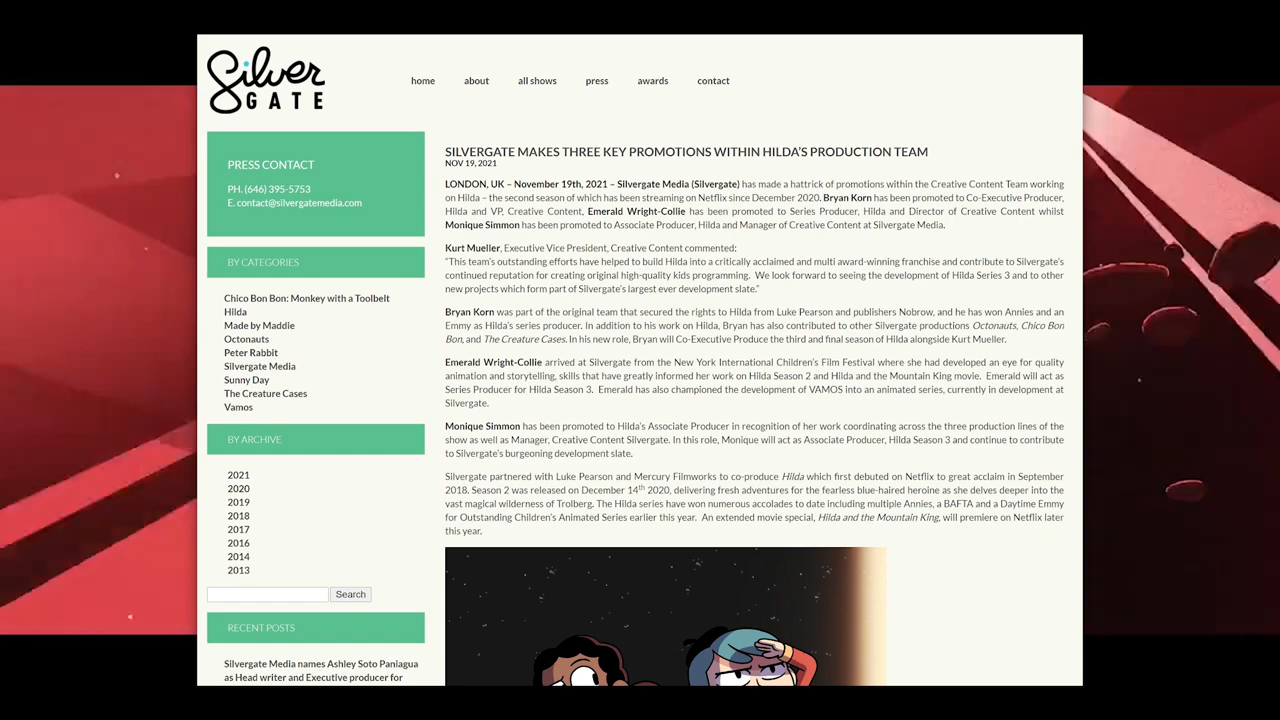 Silver
GATE
home about all shows press awards contact
PRESS CONTACT
PH. (646) 395-5753
E. contact@silvergatemedia.com
BY CATEGORIES
Chico Bon Bon: Monkey with a Toolbelt
Hilda
Made by Maddie
Octonauts
Peter Rabbit
Silvergate Media
Sunny Day
The Creature Cases
Vamos
BY ARCHIVE
2021
2020
2019
2018
2017
2016
2014
2013
Search
RECENT POSTS
Silvergate Media names Ashley Soto Paniagua
as Head writer and Executive producer for
SILVERGATE MAKES THREE KEY PROMOTIONS WITHIN HILDA'S PRODUCTION TEAM
NOV 19, 2021
LONDON, UK – November 19th, 2021 – Silvergate Media (Silvergate) has made a hattrick of promotions within the Creative Content Team working
on Hilda – the second season of which has been streaming on Netflix since December 2020. Bryan Korn has been promoted to Co-Executive Producer,
Hilda and VP, Creative Content, Emerald Wright-Collie has been promoted to Series Producer, Hilda and Director of Creative Content whilst
Monique Simmon has been promoted to Associate Producer, Hilda and Manager of Creative Content at Silvergate Media.
Kurt Mueller, Executive Vice President, Creative Content commented:
"This team's outstanding efforts have helped to build Hilda into a critically acclaimed and multi award-winning franchise and contribute to Silvergate's
continued reputation for creating original high-quality kids programming. We look forward to seeing the development of Hilda Series 3 and to other
new projects which form part of Silvergate's largest ever development slate."
Bryan Korn was part of the original team that secured the rights to Hilda from Luke Pearson and publishers Nobrow, and he has won Annies and an
Emmy as Hilda's series producer. In addition to his work on Hilda, Bryan has also contributed to other Silvergate productions Octonauts, Chico Bon
Bon, and The Creature Cases. In his new role, Bryan will Co-Executive Produce the third and final season of Hilda alongside Kurt Mueller.
Emerald Wright-Collie arrived at Silvergate from the New York International Children's Film Festival where she had developed an eye for quality
animation and storytelling, skills that have greatly informed her work on Hilda Season 2 and Hilda and the Mountain King movie. Emerald will act as
Series Producer for Hilda Season 3. Emerald has also championed the development of VAMOS into an animated series, currently in development at
Silvergate.
Monique Simmon has been promoted to Hilda's Associate Producer in recognition of her work coordinating across the three production lines of the
show as well as Manager, Creative Content Silvergate. In this role, Monique will act as Associate Producer, Hilda Season 3 and continue to contribute
to Silvergate's burgeoning development slate.
Silvergate partnered with Luke Pearson and Mercury Filmworks to co-produce Hilda which first debuted on Netflix to great acclaim in September
2018. Season 2 was released on December 14th 2020, delivering fresh adventures for the fearless blue-haired heroine as she delves deeper into the
vast magical wilderness of Trolberg. The Hilda series have won numerous accolades to date including multiple Annies, a BAFTA and a Daytime Emmy
for Outstanding Children's Animated Series earlier this year. An extended movie special, Hilda and the Mountain King, will premiere on Netflix later
this year.